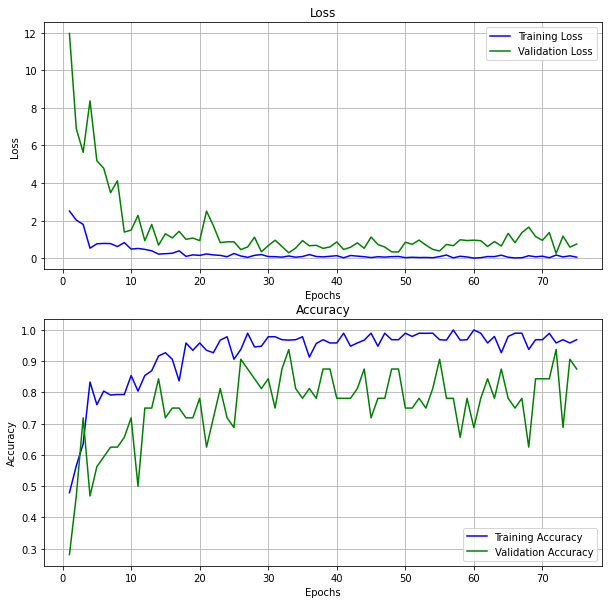 Loss
12
10
8
6
4
2
0
Loss
Training Loss
Validation Loss
0 10 20 30 40 50 60 70
Epochs
Accuracy
1.0
0.9
0.8
0.7
0.6
0.5
0.4
0.3
Accuracy
Training Accuracy
Validation Accuracy
0 10 20 30 40 50 60 70
Epochs